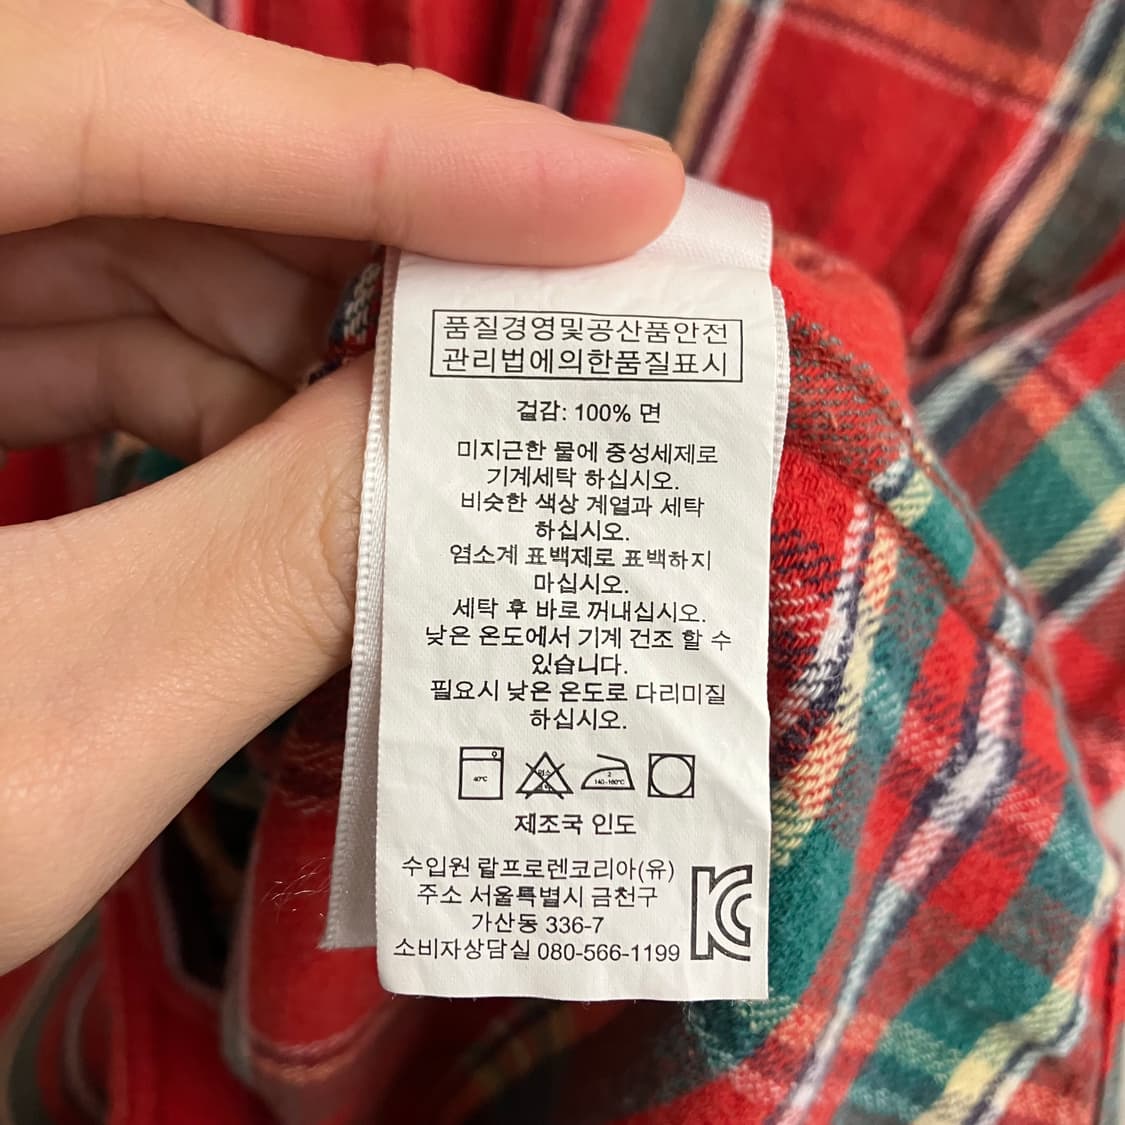 품질경영및공산품안전
관리법에의한품질표시
겉감: 100% 면
미지근한 물에 중성세제로
기계세탁 하십시오.
비슷한 색상 계열과 세탁
하십시오.
염소계 표백제로 표백하지
마십시오.
세탁 후 바로 꺼내십시오.
낮은 온도에서 기계 건조 할 수
있습니다.
필요시 낮은 온도로 다리미질
하십시오.
40℃
염소
2
140~160℃
제조국 인도
수입원 랄프로렌코리아(유)
주소 서울특별시 금천구
가산동 336-7
소비자상담실 080-566-1199
KC